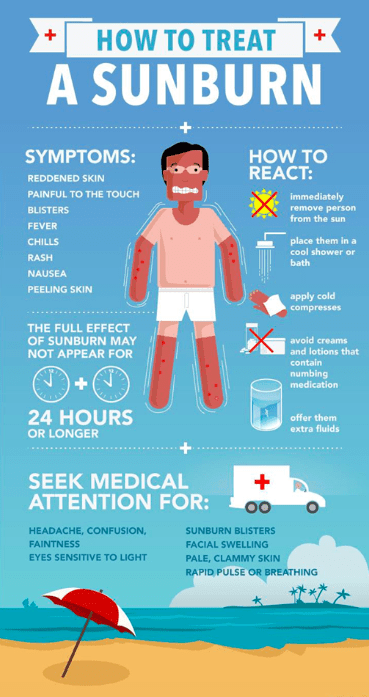 HOW TO TREAT
A SUNBURN
SYMPTOMS:
REDDENED SKIN
PAINFUL TO THE TOUCH
BLISTERS
FEVER
CHILLS
RASH
NAUSEA
PEELING SKIN
THE FULL EFFECT
OF SUNBURN MAY
NOT APPEAR FOR
+
24 HOURS
OR LONGER
HOW TO
REACT:
immediately
remove person
from the sun
place them in a
cool shower or
bath
apply cold
compresses
avoid creams
and lotions that
contain
numbing
medication
offer them
extra fluids
SEEK MEDICAL
ATTENTION FOR:
HEADACHE, CONFUSION,
FAINTNESS
EYES SENSITIVE TO LIGHT
SUNBURN BLISTERS
FACIAL SWELLING
PALE, CLAMMY SKIN
RAPID PULSE OR BREATHING